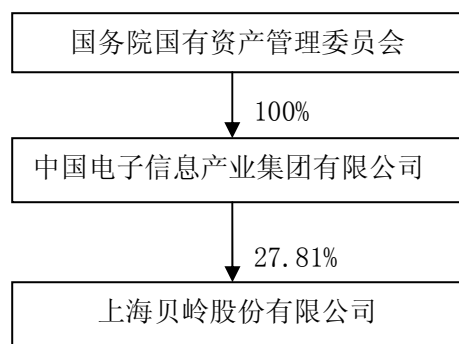 国务院国有资产管理委员会
100%
中国电子信息产业集团有限公司
27.81%
上海贝岭股份有限公司